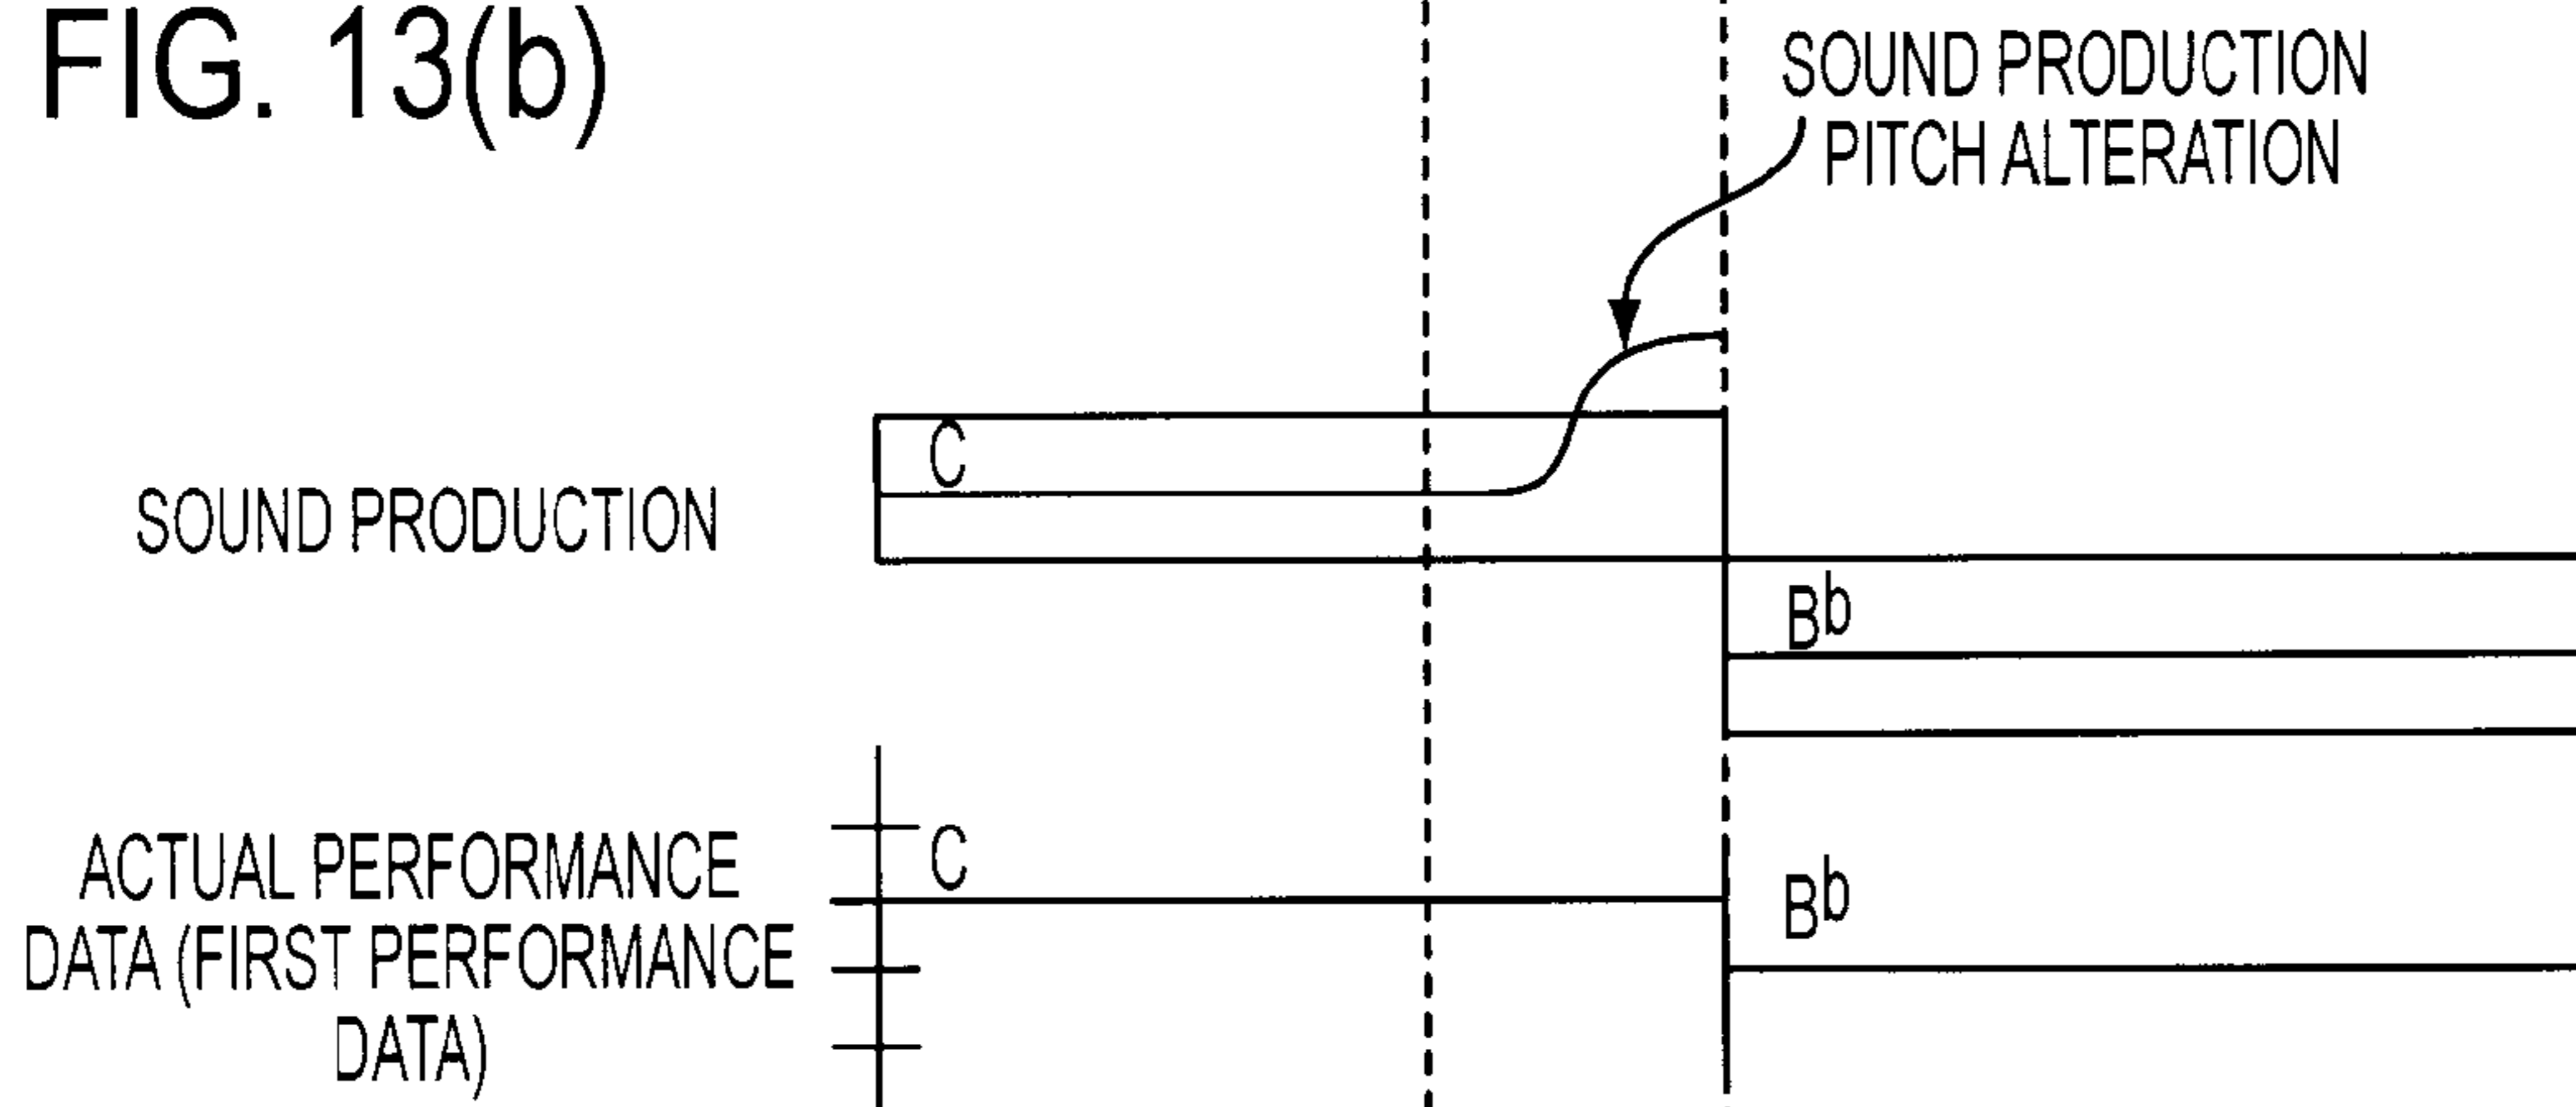 FIG. 13(b)
SOUND PRODUCTION
PITCH ALTERATION
C
SOUND PRODUCTION
Bb
ACTUAL PERFORMANCE
DATA (FIRST PERFORMANCE
DATA)
C
Bb